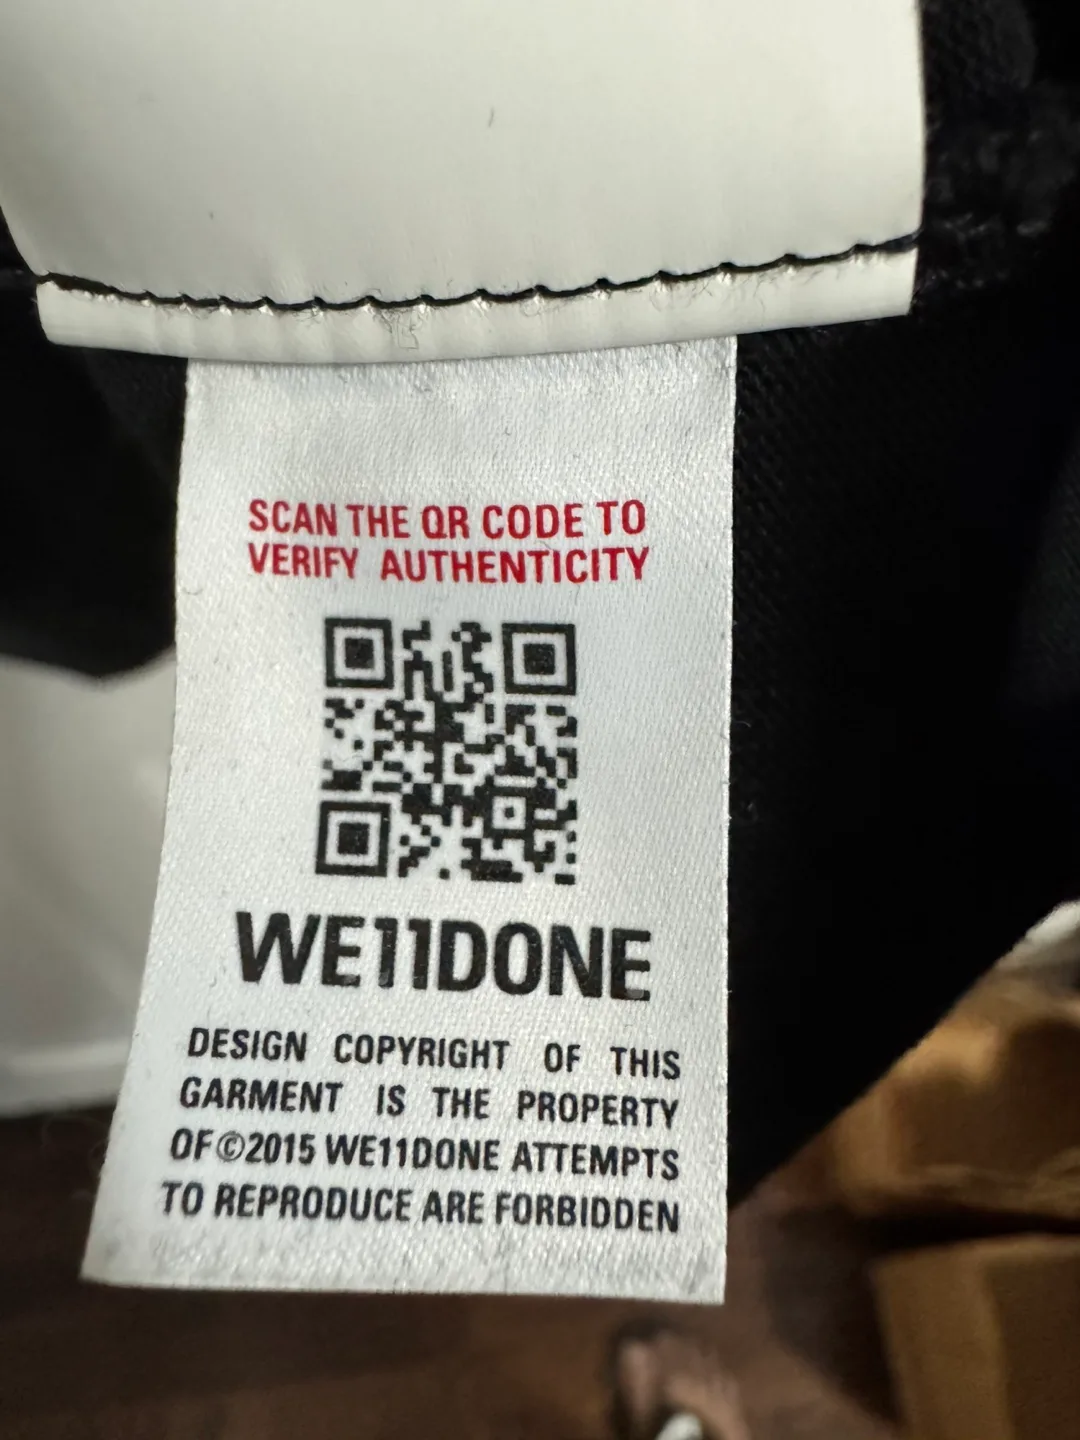 SCAN THE QR CODE TO
VERIFY AUTHENTICITY
WE11DONE
DESIGN COPYRIGHT OF THIS
GARMENT IS THE PROPERTY
OF©2015 WE11DONE ATTEMPTS
TO REPRODUCE ARE FORBIDDEN